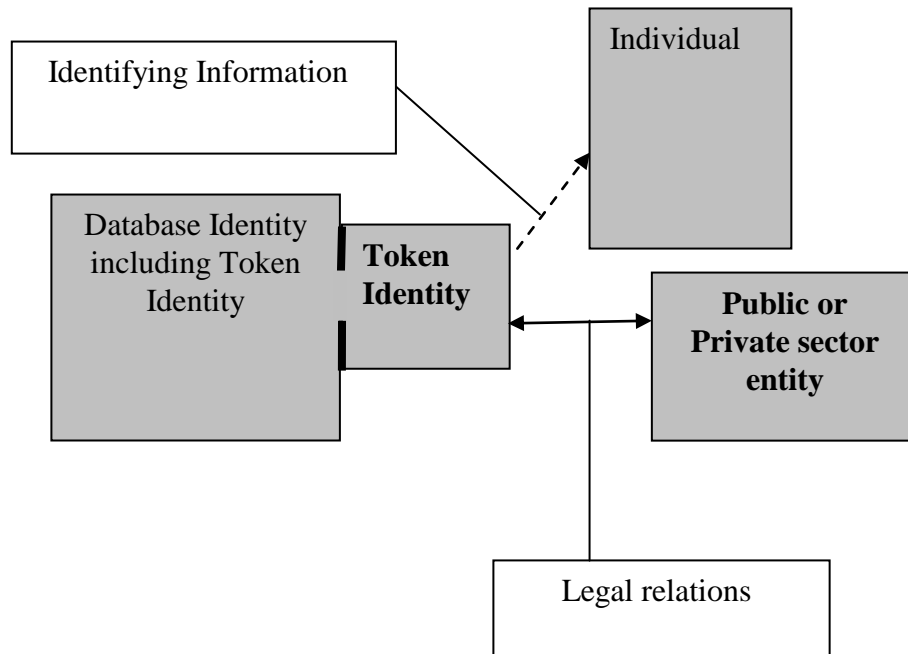 Individual
Identifying Information
Database Identity
including Token
Identity
Token
Identity
Public or
Private sector
entity
Legal relations